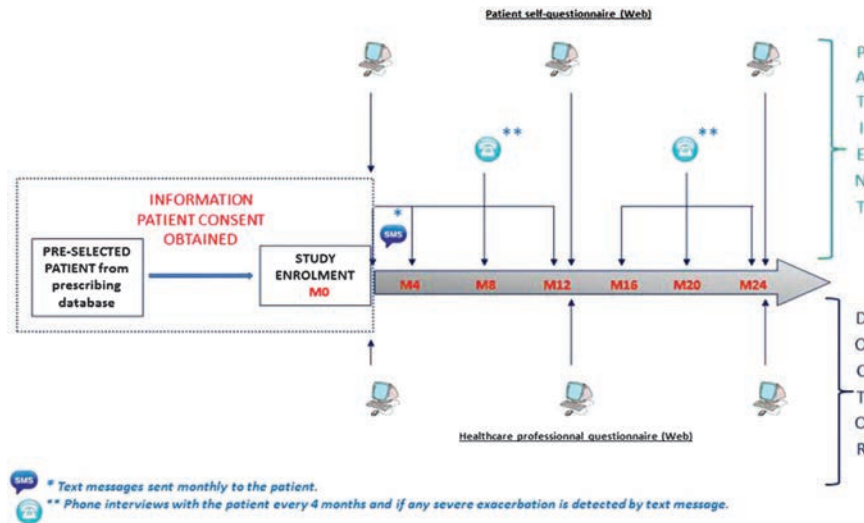 Patient self-questionnaire (Web)
P
A
T
I
E
N
T
**
**
INFORMATION
PATIENT CONSENT
OBTAINED
*
SMS
PRE-SELECTED
PATIENT from
prescribing
database
STUDY
ENROLMENT
M0
M4 M8 M12 M16 M20 M24
D
O
C
T
O
R
Healthcare professionnal questionnaire (Web)
SMS * Text messages sent monthly to the patient.
** Phone interviews with the patient every 4 months and if any severe exacerbation is detected by text message.